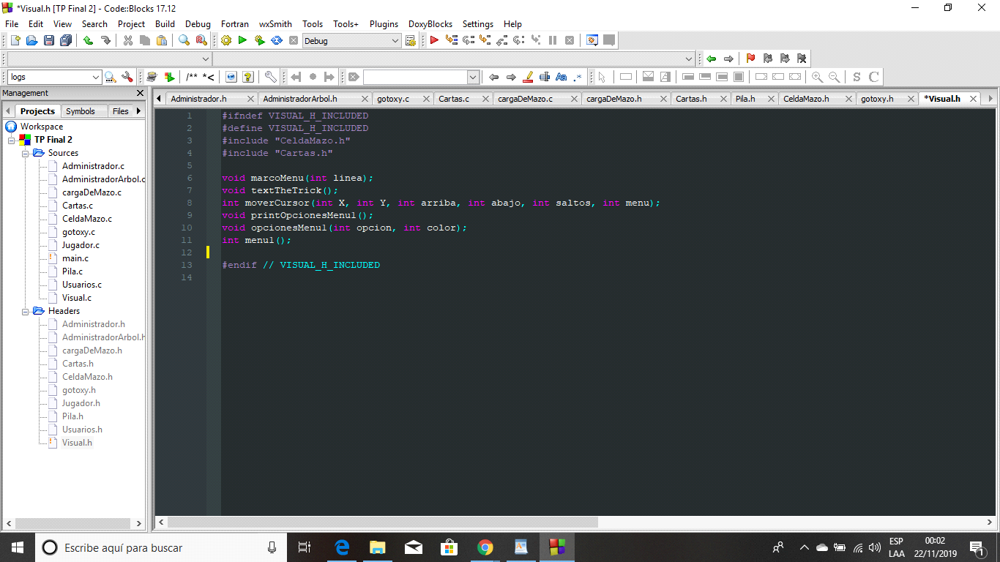 *Visual.h [TP Final 2] - Code::Blocks 17.12
File Edit View Search Project Build Debug Fortran wxSmith Tools Tools+ Plugins DoxyBlocks Settings Help
Debug
logs
/** *<
Aa .*
S C
Management
Projects Symbols Files
Administrador.h AdministradorArbol.h gotoxy.c Cartas.c cargaDeMazo.c cargaDeMazo.h Cartas.h Pila.h CeldaMazo.h gotoxy.h *Visual.h
Workspace
TP Final 2
Sources
Administrador.c
AdministradorArbol.c
cargaDeMazo.c
Cartas.c
CeldaMazo.c
gotoxy.c
Jugador.c
main.c
Pila.c
Usuarios.c
Visual.c
Headers
Administrador.h
AdministradorArbol.h
cargaDeMazo.h
Cartas.h
CeldaMazo.h
gotoxy.h
Jugador.h
Pila.h
Usuarios.h
Visual.h
1 #ifndef VISUAL_H_INCLUDED
2 #define VISUAL_H_INCLUDED
3 #include "CeldaMazo.h"
4 #include "Cartas.h"
5
6 void marcoMenu(int linea);
7 void textTheTrick();
8 int moverCursor(int X, int Y, int arriba, int abajo, int saltos, int menu);
9 void printOpcionesMenu1();
10 void opcionesMenu1(int opcion, int color);
11 int menu1();
12
13 #endif // VISUAL_H_INCLUDED
14
Escribe aquí para buscar
ESP
LAA
00:02
22/11/2019
1